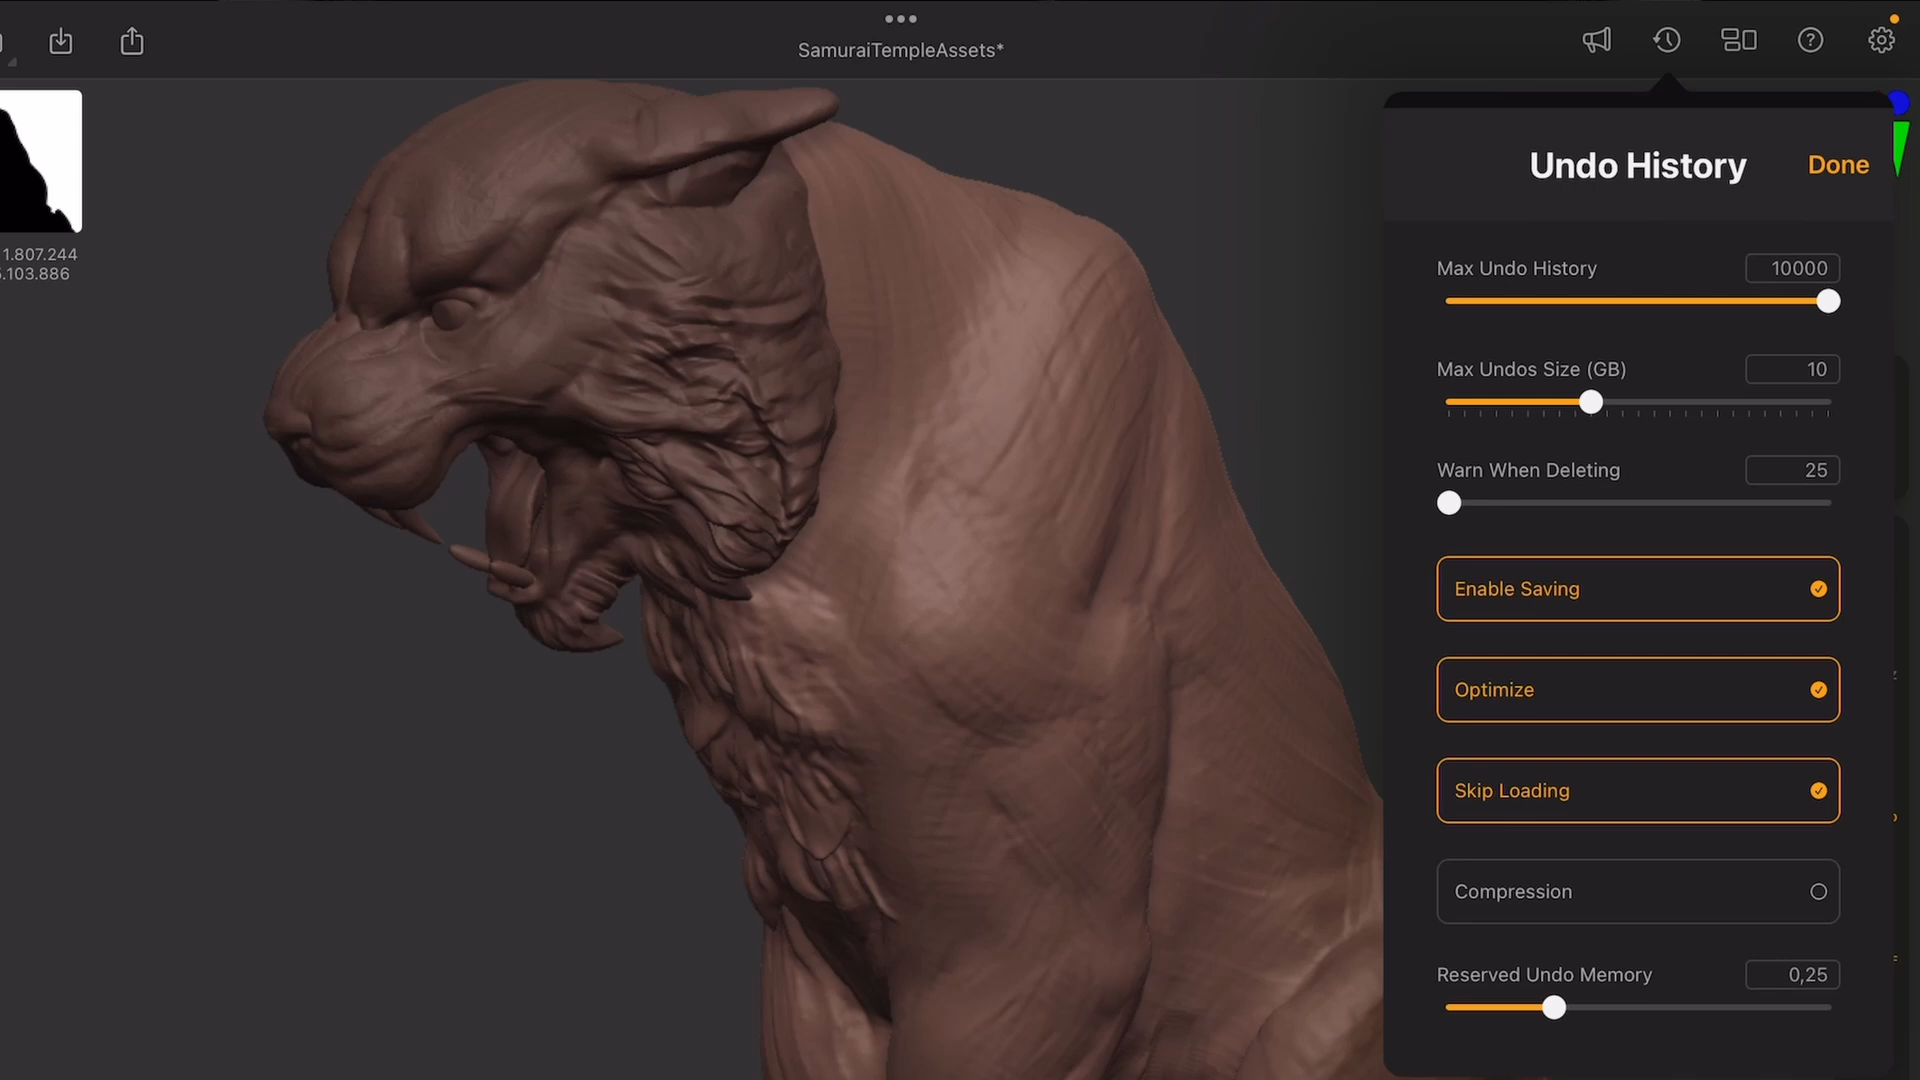 SamuraiTempleAssets*
1.807.244
.103.886
Undo History
Done
Max Undo History
10000
Max Undos Size (GB)
10
Warn When Deleting
25
Enable Saving
Optimize
Skip Loading
Compression
Reserved Undo Memory
0,25